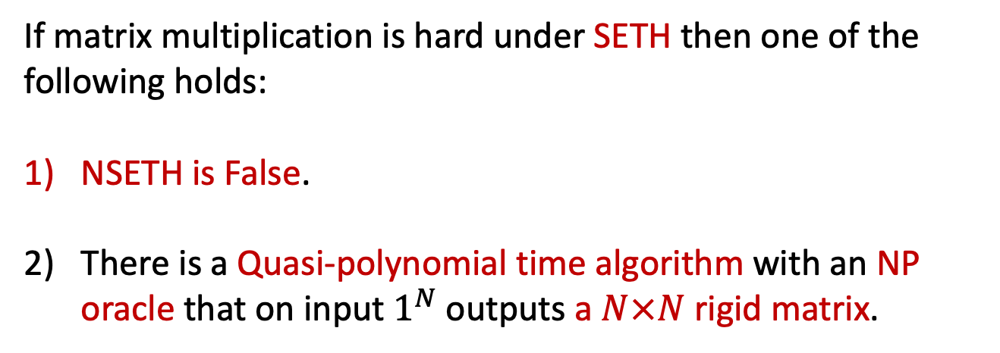 If matrix multiplication is hard under SETH then one of the
following holds:
1) NSETH is False.
2) There is a Quasi-polynomial time algorithm with an NP
oracle that on input 1^N outputs a N×N rigid matrix.